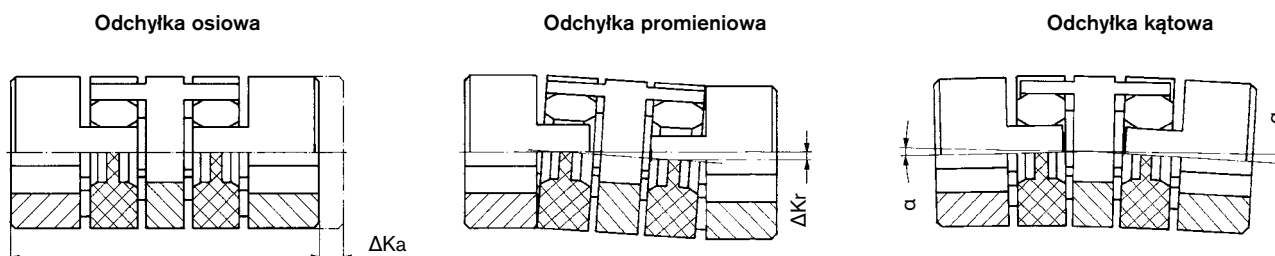 Odchyłka osiowa
Odchyłka promieniowa
Odchyłka kątowa
ΔKa
ΔKr
α
α